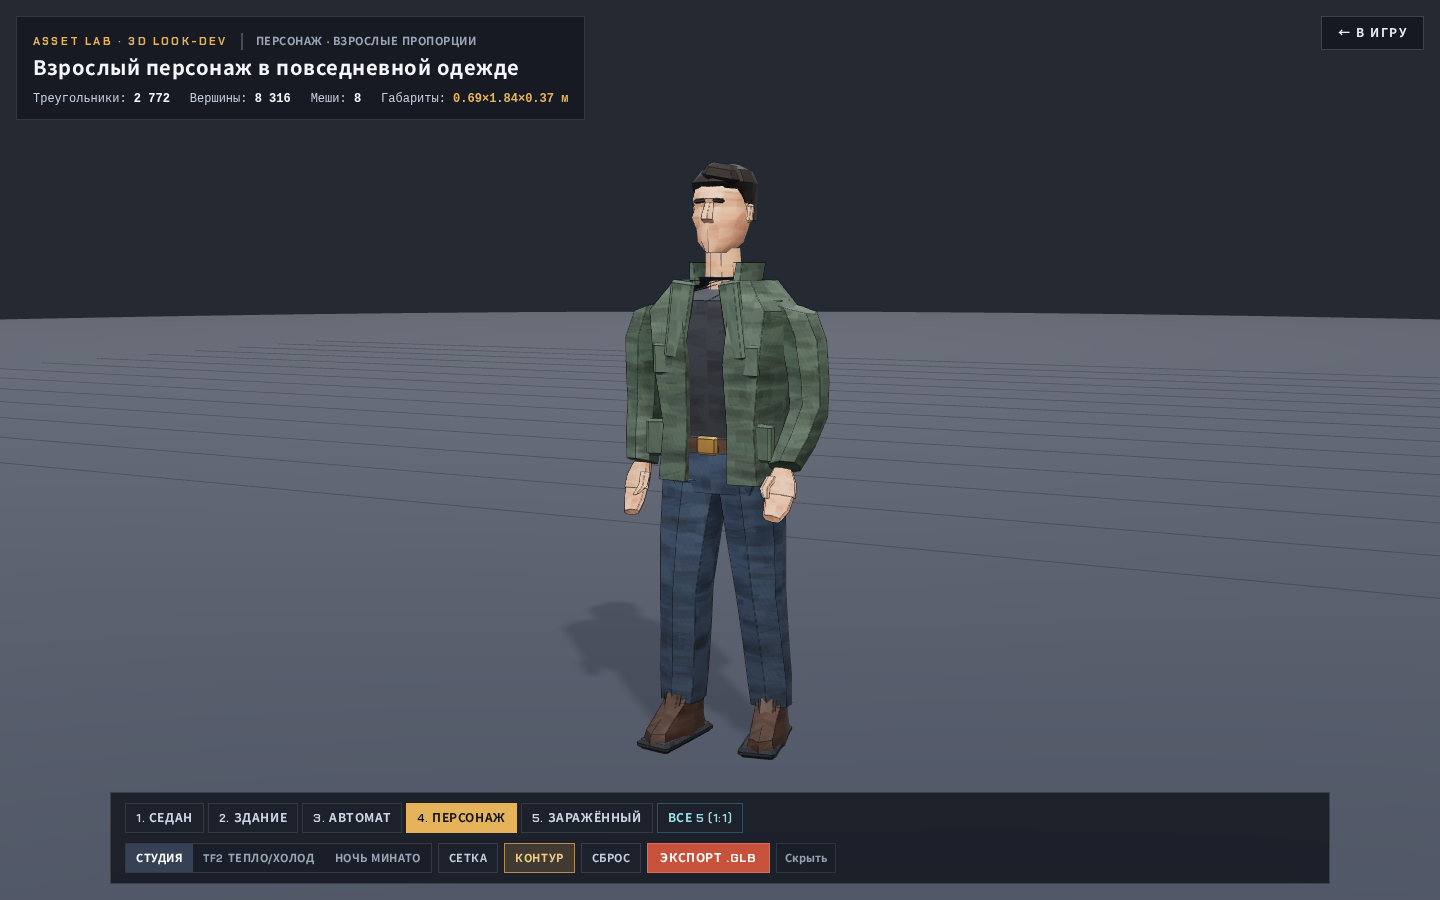 ASSET LAB · 3D LOOK-DEV | ПЕРСОНАЖ · ВЗРОСЛЫЕ ПРОПОРЦИИ
← В ИГРУ
Взрослый персонаж в повседневной одежде
Треугольники: 2 772 Вершины: 8 316 Меши: 8 Габариты: 0.69×1.84×0.37 м
1. СЕДАН 2. ЗДАНИЕ 3. АВТОМАТ 4. ПЕРСОНАЖ 5. ЗАРАЖЁННЫЙ ВСЕ 5 (1:1)
СТУДИЯ TF2 ТЕПЛО/ХОЛОД НОЧЬ МИНАТО СЕТКА КОНТУР СБРОС ЭКСПОРТ .GLB Скрыть